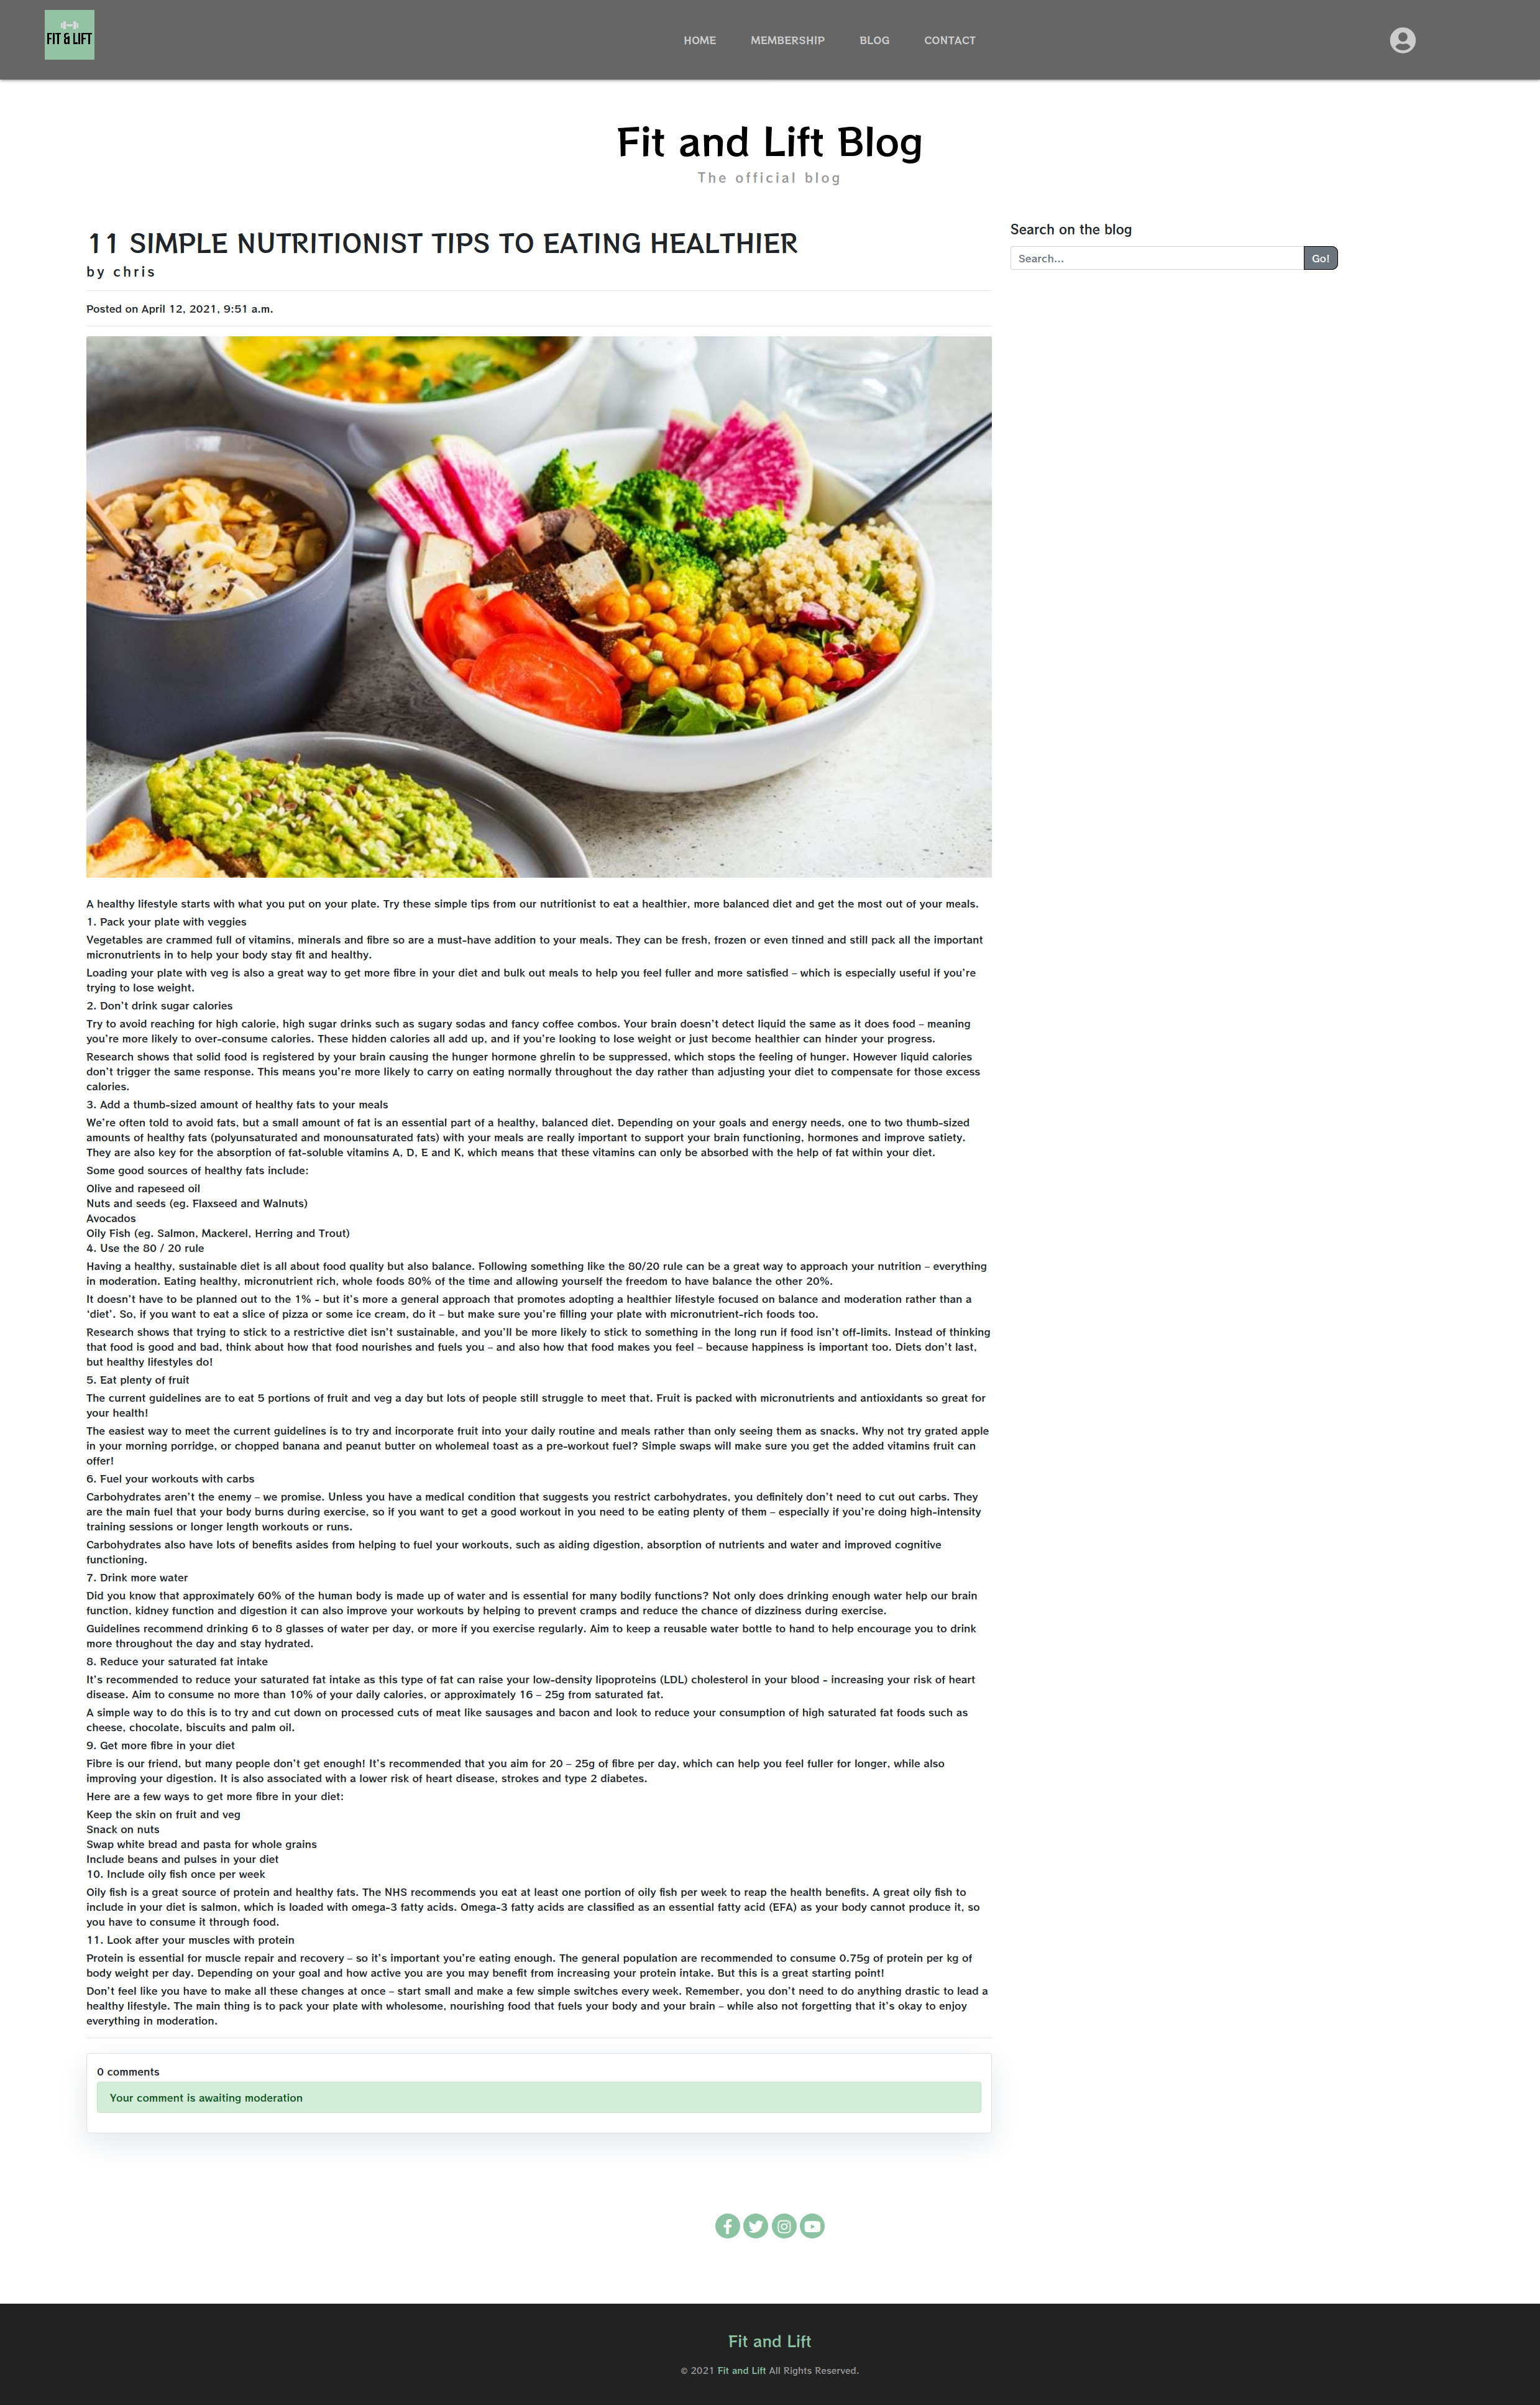 FIT & LIFT
HOME MEMBERSHIP BLOG CONTACT
Fit and Lift Blog
The official blog
11 SIMPLE NUTRITIONIST TIPS TO EATING HEALTHIER
by chris
Posted on April 12, 2021, 9:51 a.m.
Search on the blog
Search...
Go!
A healthy lifestyle starts with what you put on your plate. Try these simple tips from our nutritionist to eat a healthier, more balanced diet and get the most out of your meals.
1. Pack your plate with veggies
Vegetables are crammed full of vitamins, minerals and fibre so are a must-have addition to your meals. They can be fresh, frozen or even tinned and still pack all the important
micronutrients in to help your body stay fit and healthy.
Loading your plate with veg is also a great way to get more fibre in your diet and bulk out meals to help you feel fuller and more satisfied – which is especially useful if you're
trying to lose weight.
2. Don't drink sugar calories
Try to avoid reaching for high calorie, high sugar drinks such as sugary sodas and fancy coffee combos. Your brain doesn't detect liquid the same as it does food – meaning
you're more likely to over-consume calories. These hidden calories all add up, and if you're looking to lose weight or just become healthier can hinder your progress.
Research shows that solid food is registered by your brain causing the hunger hormone ghrelin to be suppressed, which stops the feeling of hunger. However liquid calories
don't trigger the same response. This means you're more likely to carry on eating normally throughout the day rather than adjusting your diet to compensate for those excess
calories.
3. Add a thumb-sized amount of healthy fats to your meals
We're often told to avoid fats, but a small amount of fat is an essential part of a healthy, balanced diet. Depending on your goals and energy needs, one to two thumb-sized
amounts of healthy fats (polyunsaturated and monounsaturated fats) with your meals are really important to support your brain functioning, hormones and improve satiety.
They are also key for the absorption of fat-soluble vitamins A, D, E and K, which means that these vitamins can only be absorbed with the help of fat within your diet.
Some good sources of healthy fats include:
Olive and rapeseed oil
Nuts and seeds (eg. Flaxseed and Walnuts)
Avocados
Oily Fish (eg. Salmon, Mackerel, Herring and Trout)
4. Use the 80 / 20 rule
Having a healthy, sustainable diet is all about food quality but also balance. Following something like the 80/20 rule can be a great way to approach your nutrition – everything
in moderation. Eating healthy, micronutrient rich, whole foods 80% of the time and allowing yourself the freedom to have balance the other 20%.
It doesn't have to be planned out to the 1% - but it's more a general approach that promotes adopting a healthier lifestyle focused on balance and moderation rather than a
'diet'. So, if you want to eat a slice of pizza or some ice cream, do it – but make sure you're filling your plate with micronutrient-rich foods too.
Research shows that trying to stick to a restrictive diet isn't sustainable, and you'll be more likely to stick to something in the long run if food isn't off-limits. Instead of thinking
that food is good and bad, think about how that food nourishes and fuels you – and also how that food makes you feel – because happiness is important too. Diets don't last,
but healthy lifestyles do!
5. Eat plenty of fruit
The current guidelines are to eat 5 portions of fruit and veg a day but lots of people still struggle to meet that. Fruit is packed with micronutrients and antioxidants so great for
your health!
The easiest way to meet the current guidelines is to try and incorporate fruit into your daily routine and meals rather than only seeing them as snacks. Why not try grated apple
in your morning porridge, or chopped banana and peanut butter on wholemeal toast as a pre-workout fuel? Simple swaps will make sure you get the added vitamins fruit can
offer!
6. Fuel your workouts with carbs
Carbohydrates aren't the enemy – we promise. Unless you have a medical condition that suggests you restrict carbohydrates, you definitely don't need to cut out carbs. They
are the main fuel that your body burns during exercise, so if you want to get a good workout in you need to be eating plenty of them – especially if you're doing high-intensity
training sessions or longer length workouts or runs.
Carbohydrates also have lots of benefits asides from helping to fuel your workouts, such as aiding digestion, absorption of nutrients and water and improved cognitive
functioning.
7. Drink more water
Did you know that approximately 60% of the human body is made up of water and is essential for many bodily functions? Not only does drinking enough water help our brain
function, kidney function and digestion it can also improve your workouts by helping to prevent cramps and reduce the chance of dizziness during exercise.
Guidelines recommend drinking 6 to 8 glasses of water per day, or more if you exercise regularly. Aim to keep a reusable water bottle to hand to help encourage you to drink
more throughout the day and stay hydrated.
8. Reduce your saturated fat intake
It's recommended to reduce your saturated fat intake as this type of fat can raise your low-density lipoproteins (LDL) cholesterol in your blood - increasing your risk of heart
disease. Aim to consume no more than 10% of your daily calories, or approximately 16 – 25g from saturated fat.
A simple way to do this is to try and cut down on processed cuts of meat like sausages and bacon and look to reduce your consumption of high saturated fat foods such as
cheese, chocolate, biscuits and palm oil.
9. Get more fibre in your diet
Fibre is our friend, but many people don't get enough! It's recommended that you aim for 20 – 25g of fibre per day, which can help you feel fuller for longer, while also
improving your digestion. It is also associated with a lower risk of heart disease, strokes and type 2 diabetes.
Here are a few ways to get more fibre in your diet:
Keep the skin on fruit and veg
Snack on nuts
Swap white bread and pasta for whole grains
Include beans and pulses in your diet
10. Include oily fish once per week
Oily fish is a great source of protein and healthy fats. The NHS recommends you eat at least one portion of oily fish per week to reap the health benefits. A great oily fish to
include in your diet is salmon, which is loaded with omega-3 fatty acids. Omega-3 fatty acids are classified as an essential fatty acid (EFA) as your body cannot produce it, so
you have to consume it through food.
11. Look after your muscles with protein
Protein is essential for muscle repair and recovery – so it's important you're eating enough. The general population are recommended to consume 0.75g of protein per kg of
body weight per day. Depending on your goal and how active you are you may benefit from increasing your protein intake. But this is a great starting point!
Don't feel like you have to make all these changes at once – start small and make a few simple switches every week. Remember, you don't need to do anything drastic to lead a
healthy lifestyle. The main thing is to pack your plate with wholesome, nourishing food that fuels your body and your brain – while also not forgetting that it's okay to enjoy
everything in moderation.
0 comments
Your comment is awaiting moderation
Fit and Lift
© 2021 Fit and Lift All Rights Reserved.